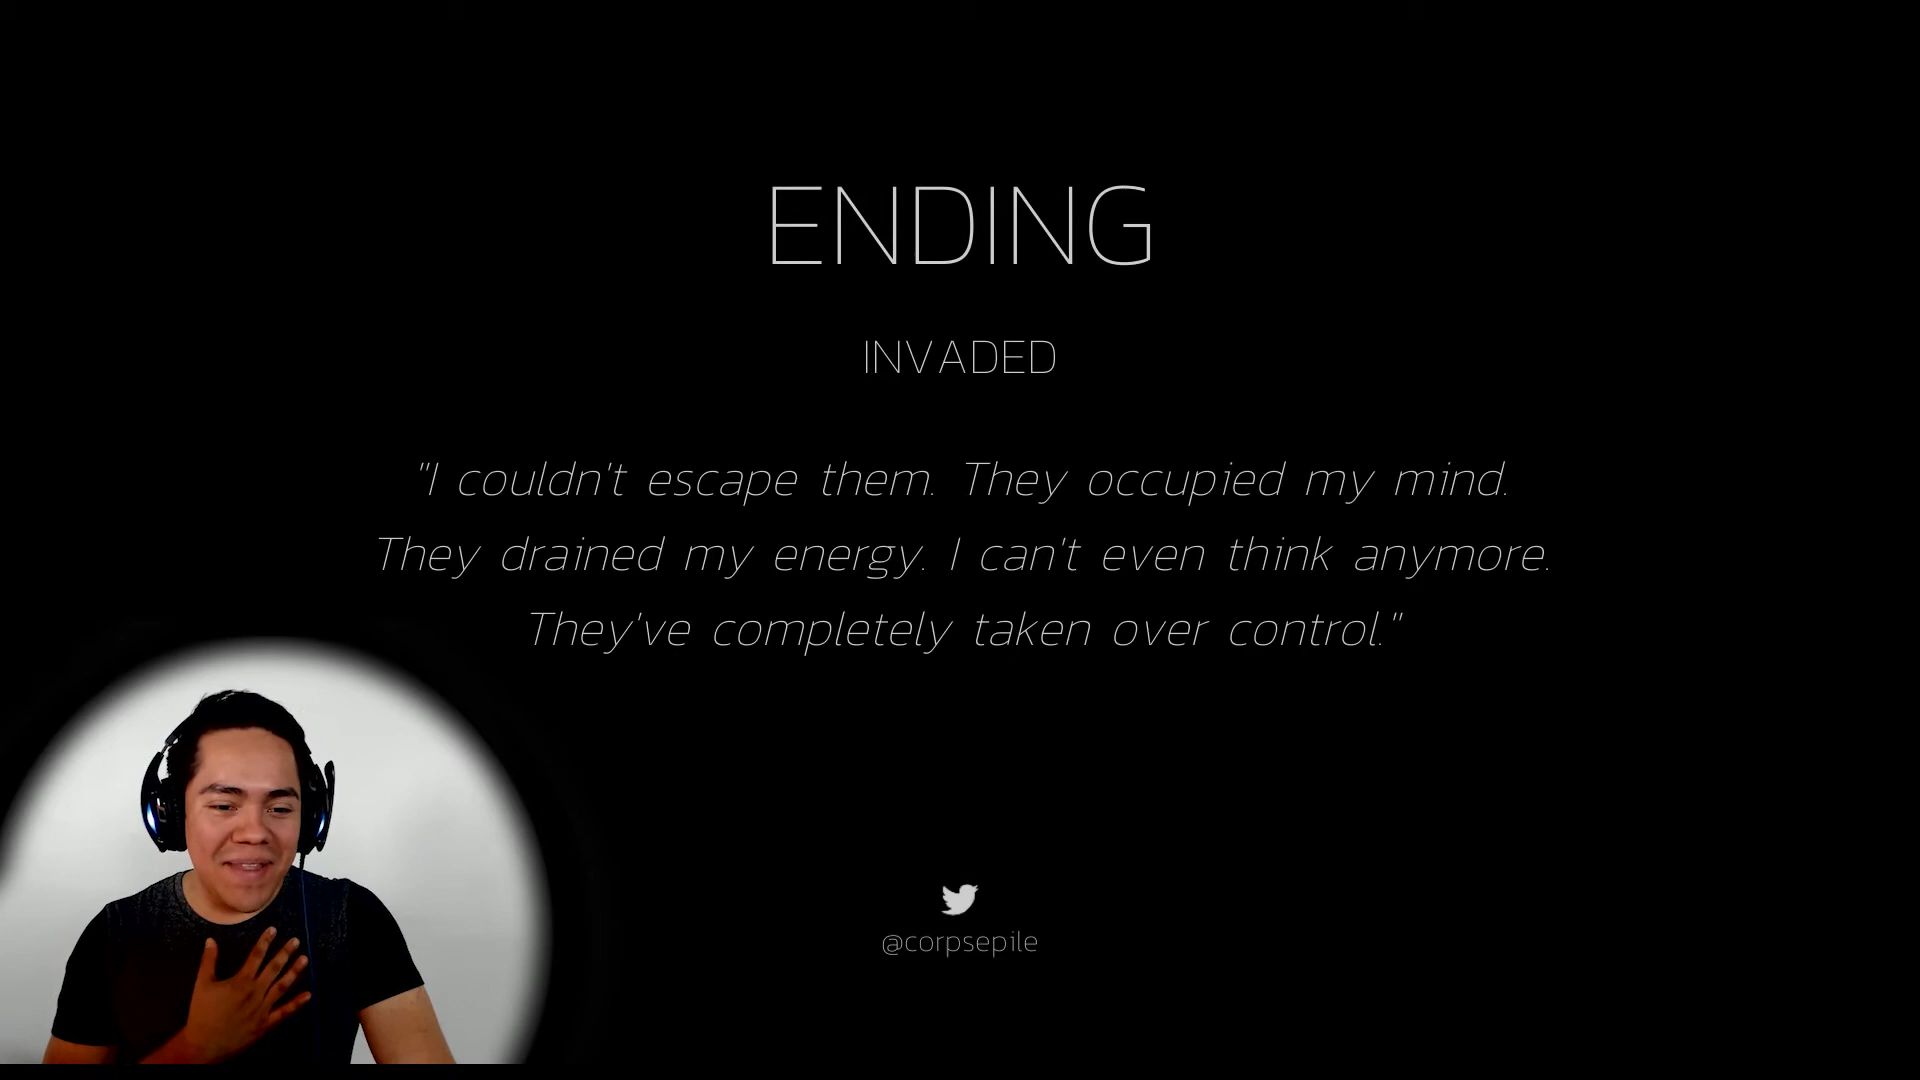 ENDING
INVADED
"I couldn't escape them. They occupied my mind.
They drained my energy. I can't even think anymore.
They've completely taken over control."
@corpsepile